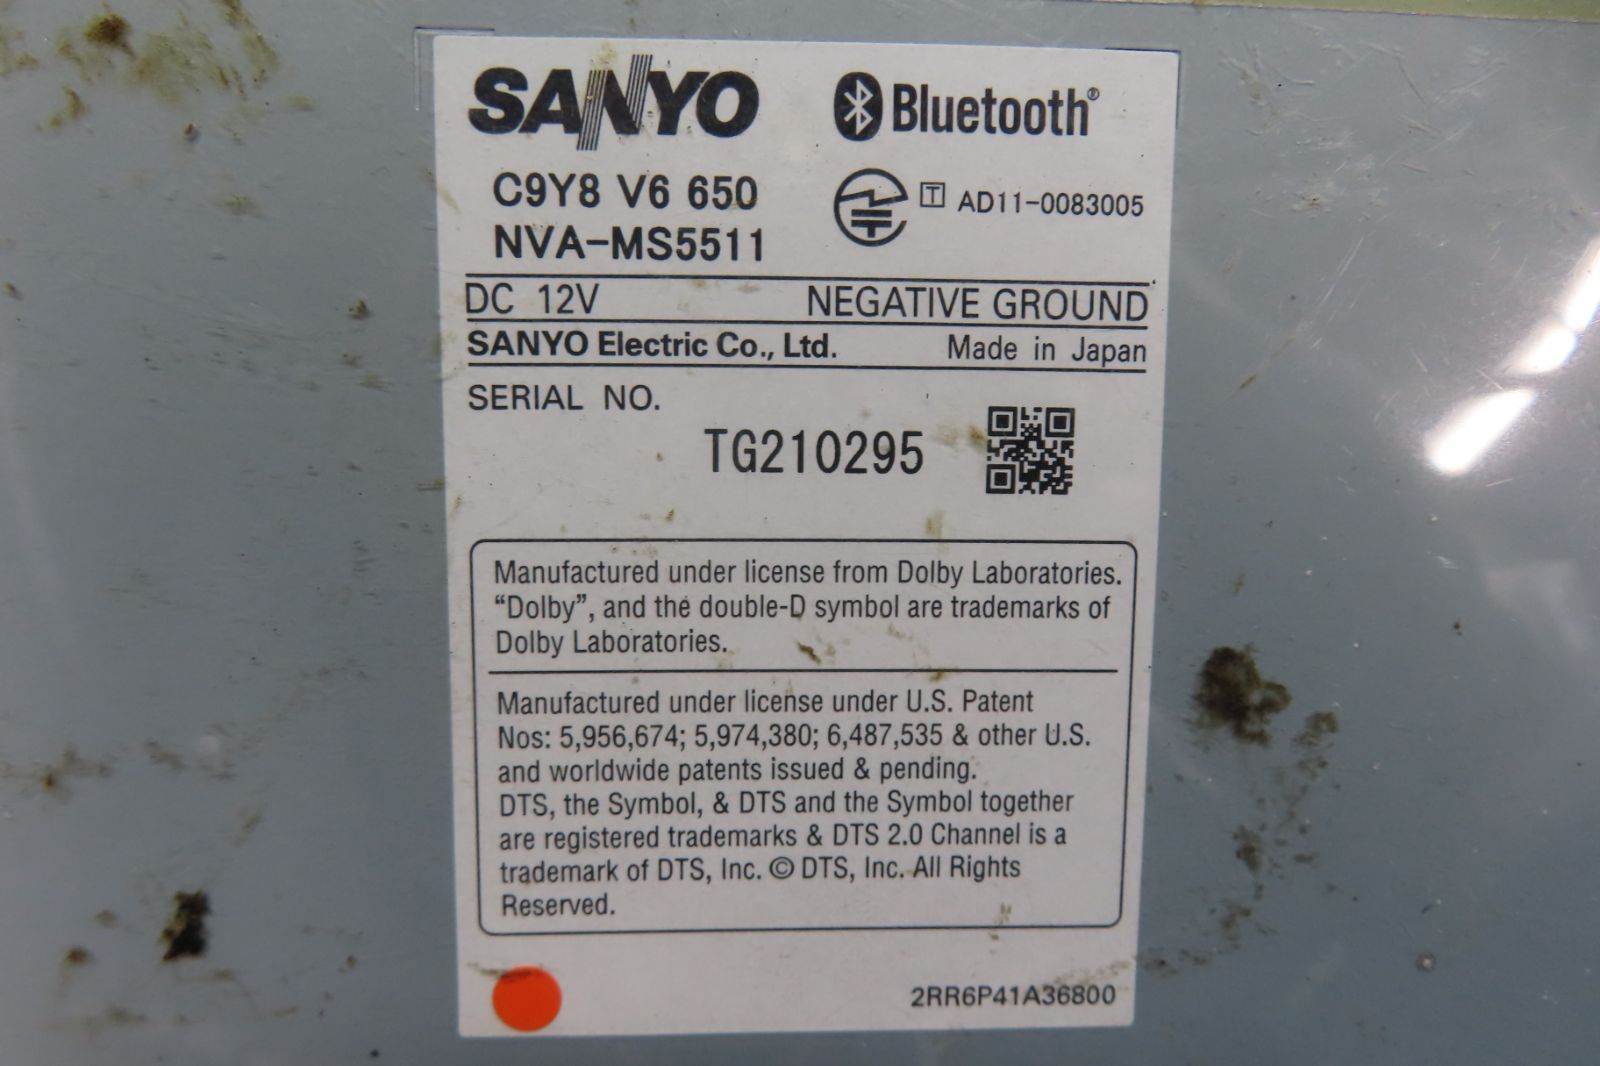 SANYO Bluetooth®
C9Y8 V6 650
T AD11-0083005
NVA-MS5511
DC 12V NEGATIVE GROUND
SANYO Electric Co., Ltd. Made in Japan
SERIAL NO.
TG210295
Manufactured under license from Dolby Laboratories.
“Dolby”, and the double-D symbol are trademarks of
Dolby Laboratories.
Manufactured under license under U.S. Patent
Nos: 5,956,674; 5,974,380; 6,487,535 & other U.S.
and worldwide patents issued & pending.
DTS, the Symbol, & DTS and the Symbol together
are registered trademarks & DTS 2.0 Channel is a
trademark of DTS, Inc. © DTS, Inc. All Rights
Reserved.
2RR6P41A36800